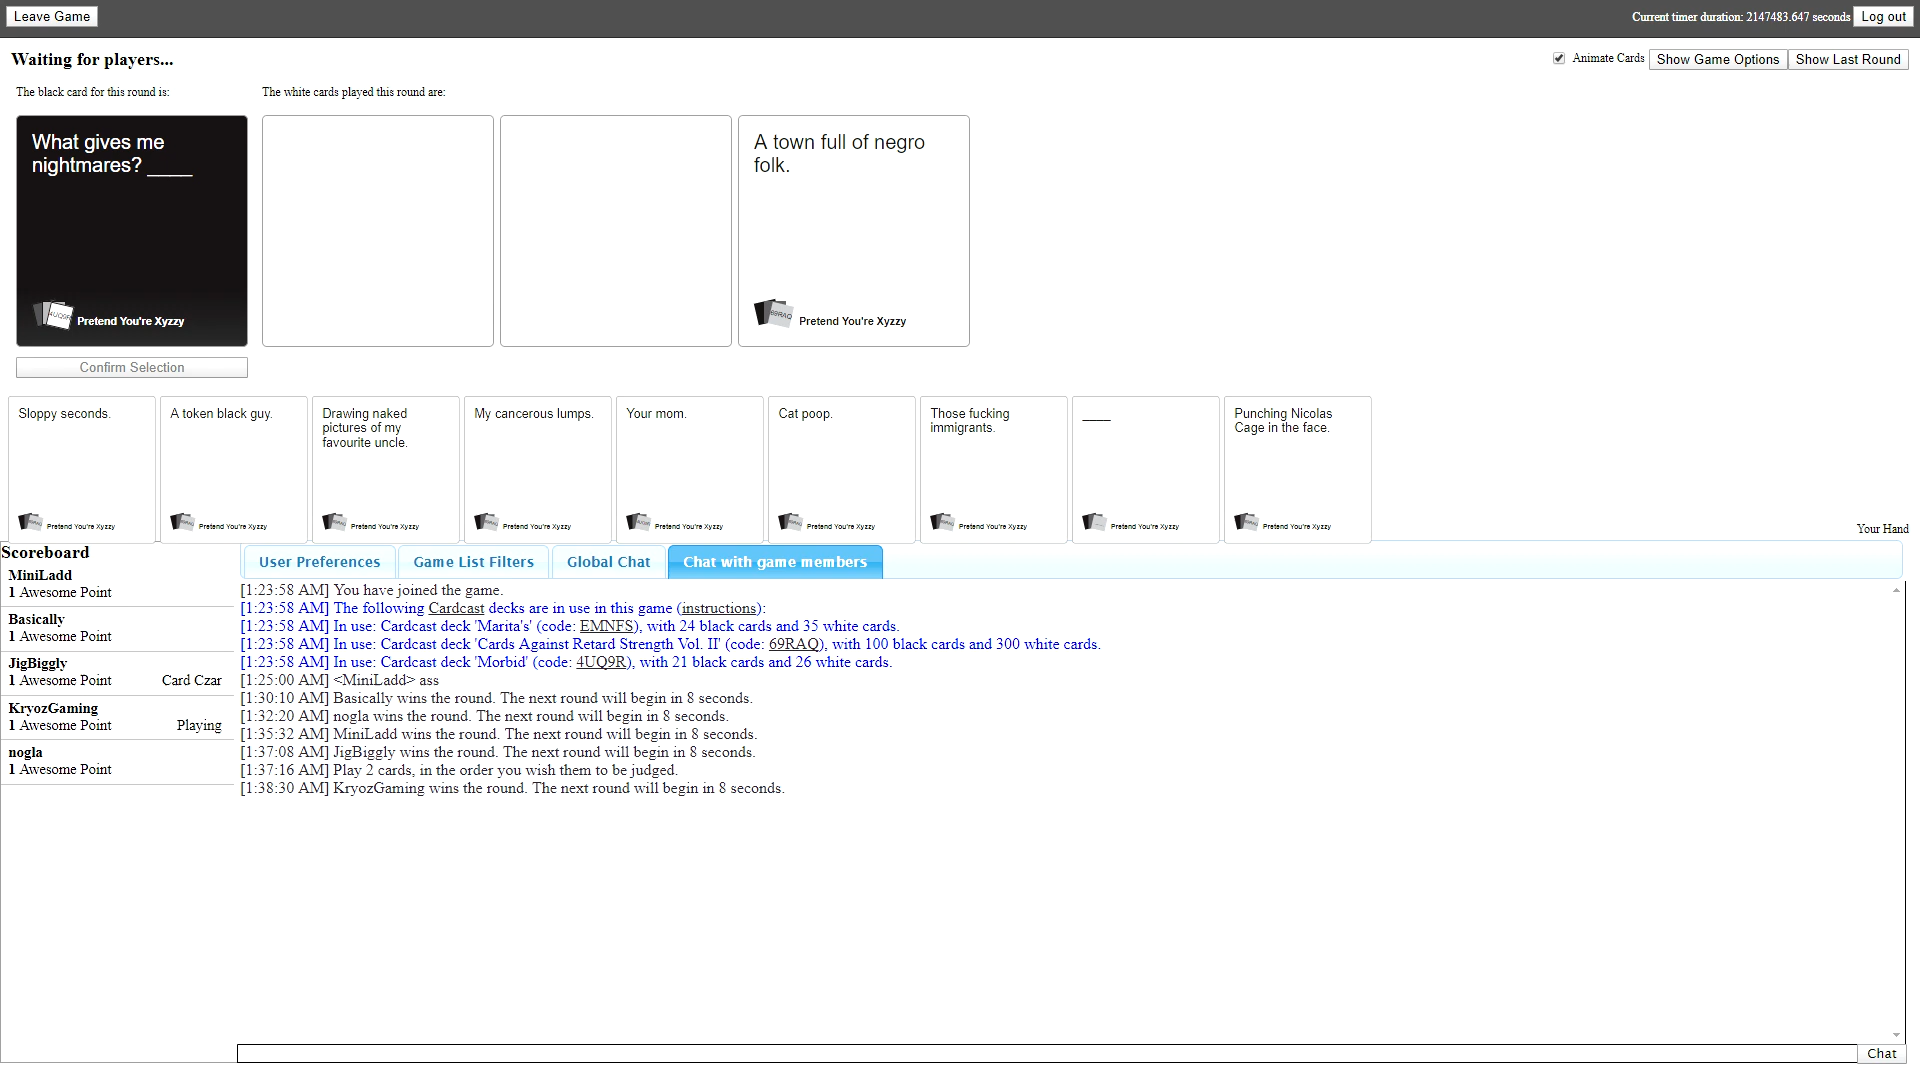 Leave Game
Current timer duration: 2147483.647 seconds
Log out
Waiting for players...
Animate Cards
Show Game Options
Show Last Round
The black card for this round is:
The white cards played this round are:
What gives me
nightmares? ____
4UQ9R
Pretend You're Xyzzy
A town full of negro
folk.
69RAQ
Pretend You're Xyzzy
Confirm Selection
Sloppy seconds.
Pretend You're Xyzzy
A token black guy.
Pretend You're Xyzzy
Drawing naked
pictures of my
favourite uncle.
Pretend You're Xyzzy
My cancerous lumps.
Pretend You're Xyzzy
Your mom.
Pretend You're Xyzzy
Cat poop.
Pretend You're Xyzzy
Those fucking
immigrants.
Pretend You're Xyzzy
____
Pretend You're Xyzzy
Punching Nicolas
Cage in the face.
Pretend You're Xyzzy
Your Hand
Scoreboard
MiniLadd
1 Awesome Point
Basically
1 Awesome Point
JigBiggly
1 Awesome Point Card Czar
KryozGaming
1 Awesome Point Playing
nogla
1 Awesome Point
User Preferences
Game List Filters
Global Chat
Chat with game members
[1:23:58 AM] You have joined the game.
[1:23:58 AM] The following Cardcast decks are in use in this game (instructions):
[1:23:58 AM] In use: Cardcast deck 'Marita's' (code: EMNFS), with 24 black cards and 35 white cards.
[1:23:58 AM] In use: Cardcast deck 'Cards Against Retard Strength Vol. II' (code: 69RAQ), with 100 black cards and 300 white cards.
[1:23:58 AM] In use: Cardcast deck 'Morbid' (code: 4UQ9R), with 21 black cards and 26 white cards.
[1:25:00 AM] <MiniLadd> ass
[1:30:10 AM] Basically wins the round. The next round will begin in 8 seconds.
[1:32:20 AM] nogla wins the round. The next round will begin in 8 seconds.
[1:35:32 AM] MiniLadd wins the round. The next round will begin in 8 seconds.
[1:37:08 AM] JigBiggly wins the round. The next round will begin in 8 seconds.
[1:37:16 AM] Play 2 cards, in the order you wish them to be judged.
[1:38:30 AM] KryozGaming wins the round. The next round will begin in 8 seconds.
Chat